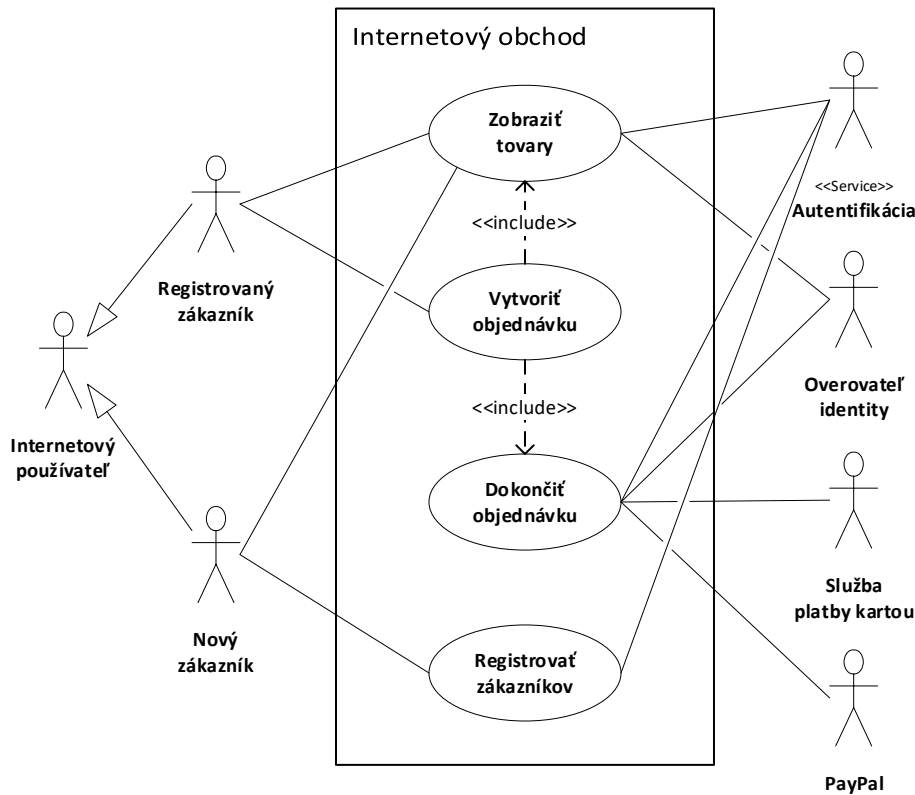 Internetový obchod
Zobraziť
tovary
<<include>>
Vytvoriť
objednávku
<<include>>
Dokončiť
objednávku
Registrovať
zákazníkov
Registrovaný
zákazník
Internetový
používateľ
Nový
zákazník
<<Service>>
Autentifikácia
Overovateľ
identity
Služba
platby kartou
PayPal